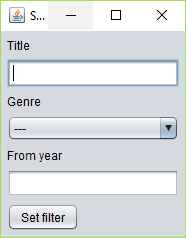 S...
Title
Genre
---
From year
Set filter